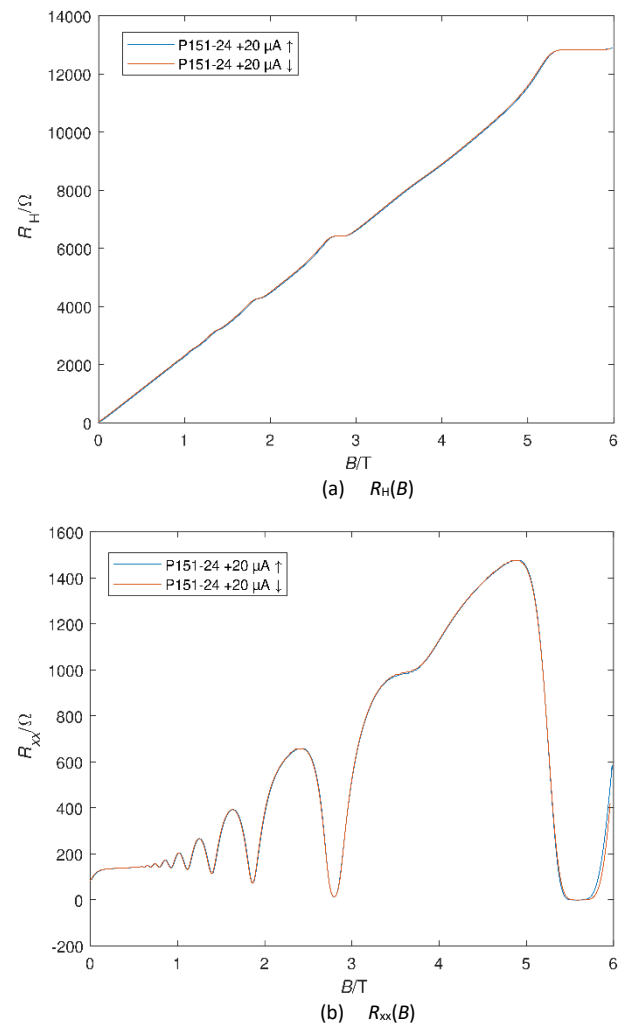 14000
12000
10000
8000
6000
4000
2000
0
R_H/Ω
P151-24 +20 µA ↑
P151-24 +20 µA ↓
0 1 2 3 4 5 6
B/T
(a) R_H(B)
1600
1400
1200
1000
800
600
400
200
0
-200
R_xx/Ω
P151-24 +20 µA ↑
P151-24 +20 µA ↓
0 1 2 3 4 5 6
B/T
(b) R_xx(B)